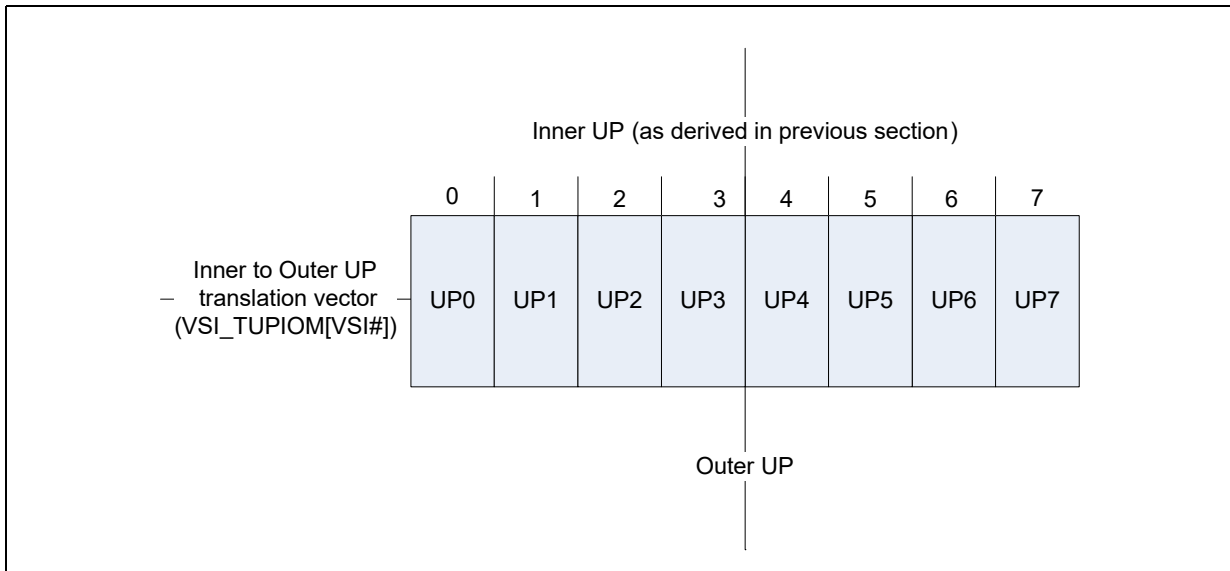 Inner UP (as derived in previous section)
0 1 2 3 4 5 6 7
Inner to Outer UP
translation vector
(VSI_TUPIOM[VSI#])
UP0 UP1 UP2 UP3 UP4 UP5 UP6 UP7
Outer UP